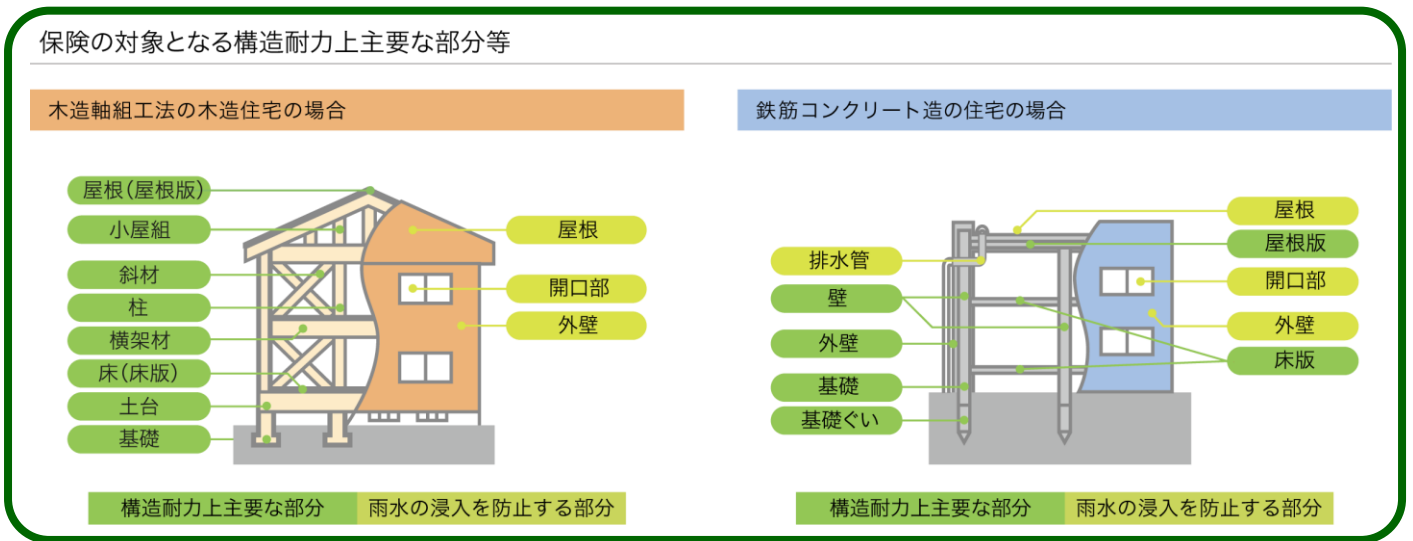 保険の対象となる構造耐力上主要な部分等
木造軸組工法の木造住宅の場合
屋根(屋根版)
小屋組
斜材
柱
横架材
床(床版)
土台
基礎
屋根
開口部
外壁
構造耐力上主要な部分
雨水の浸入を防止する部分
鉄筋コンクリート造の住宅の場合
排水管
壁
外壁
基礎
基礎ぐい
屋根
屋根版
開口部
外壁
床版
構造耐力上主要な部分
雨水の浸入を防止する部分